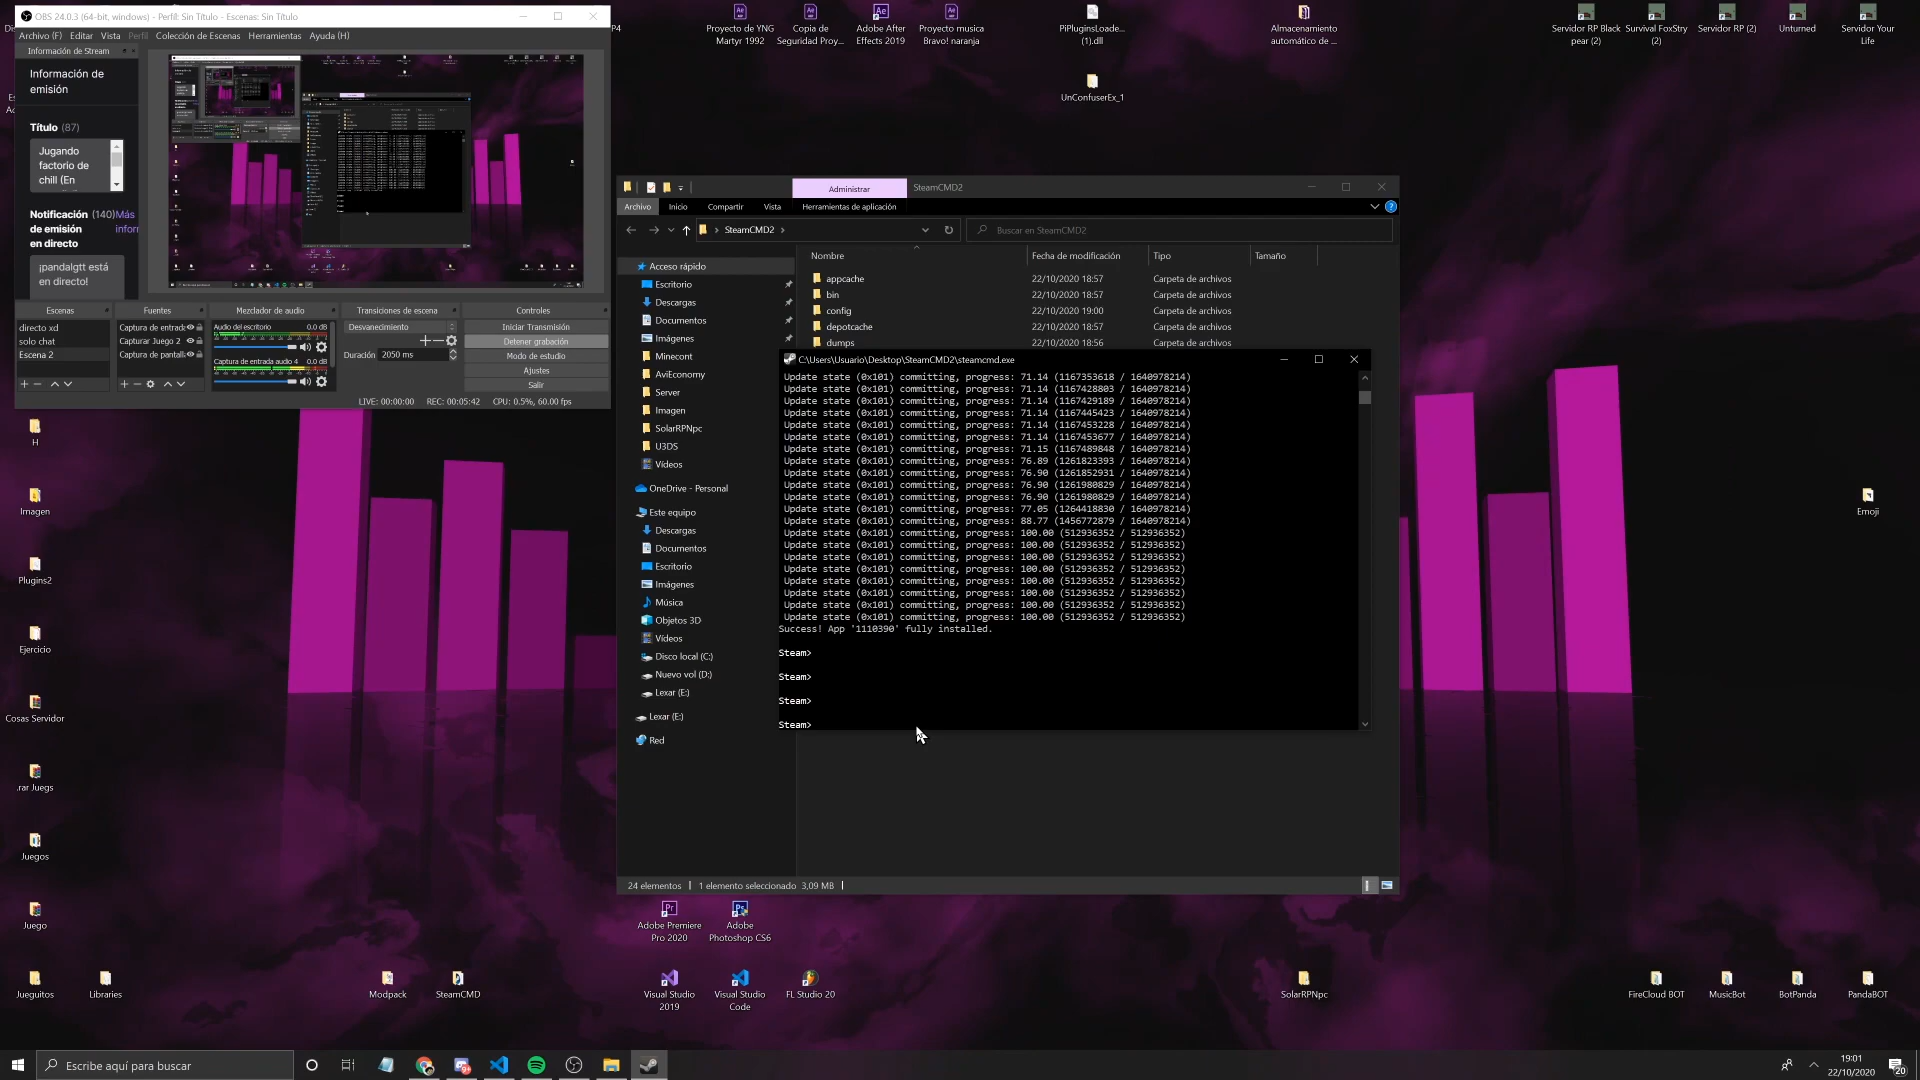 OBS 24.0.3 (64-bit, windows) - Perfil: Sin Título - Escenas: Sin Título
Archivo (F) Editar Vista Perfil Colección de Escenas Herramientas Ayuda (H)
Información de Stream
Información de
emisión
Título (87)
Jugando
factorio de
chill (En
Notificación (140) Más
de emisión infor
en directo
¡pandalgtt está
en directo!
Escenas
directo xd
solo chat
Escena 2
Fuentes
Captura de entrad
Capturar Juego 2
Captura de pantall
Mezclador de audio
Audio del escritorio 0.0 dB
Captura de entrada audio 4 0.0 dB
Transiciones de escena
Desvanecimiento
Duración 2050 ms
Controles
Iniciar Transmisión
Detener grabación
Modo de estudio
Ajustes
Salir
LIVE: 00:00:00 REC: 00:05:42 CPU: 0.5%, 60.00 fps
P4
Proyecto de YNG
Martyr 1992
Copia de
Seguridad Proy...
Adobe After
Effects 2019
Proyecto musica
Bravo! naranja
PiPluginsLoade...
(1).dll
UnConfuserEx_1
Almacenamiento
automático de ...
Servidor RP Black
pear (2)
Survival FoxStry
(2)
Servidor RP (2)
Unturned
Servidor Your
Life
Administrar
SteamCMD2
Archivo Inicio Compartir Vista Herramientas de aplicación
SteamCMD2
Buscar en SteamCMD2
Acceso rápido
Escritorio
Descargas
Documentos
Imágenes
Minecont
AviEconomy
Server
Imagen
SolarRPNpc
U3DS
Vídeos
OneDrive - Personal
Este equipo
Descargas
Documentos
Escritorio
Imágenes
Música
Objetos 3D
Vídeos
Disco local (C:)
Nuevo vol (D:)
Lexar (E:)
Lexar (E:)
Red
Nombre Fecha de modificación Tipo Tamaño
appcache 22/10/2020 18:57 Carpeta de archivos
bin 22/10/2020 18:57 Carpeta de archivos
config 22/10/2020 19:00 Carpeta de archivos
depotcache 22/10/2020 18:57 Carpeta de archivos
dumps 22/10/2020 18:56 Carpeta de archivos
C:\Users\Usuario\Desktop\SteamCMD2\steamcmd.exe
Update state (0x101) committing, progress: 71.14 (1167353618 / 1640978214)
Update state (0x101) committing, progress: 71.14 (1167428803 / 1640978214)
Update state (0x101) committing, progress: 71.14 (1167429189 / 1640978214)
Update state (0x101) committing, progress: 71.14 (1167445423 / 1640978214)
Update state (0x101) committing, progress: 71.14 (1167453228 / 1640978214)
Update state (0x101) committing, progress: 71.14 (1167453677 / 1640978214)
Update state (0x101) committing, progress: 71.15 (1167489848 / 1640978214)
Update state (0x101) committing, progress: 76.89 (1261823393 / 1640978214)
Update state (0x101) committing, progress: 76.90 (1261852931 / 1640978214)
Update state (0x101) committing, progress: 76.90 (1261980829 / 1640978214)
Update state (0x101) committing, progress: 76.90 (1261980829 / 1640978214)
Update state (0x101) committing, progress: 77.05 (1264418830 / 1640978214)
Update state (0x101) committing, progress: 88.77 (1456772879 / 1640978214)
Update state (0x101) committing, progress: 100.00 (512936352 / 512936352)
Update state (0x101) committing, progress: 100.00 (512936352 / 512936352)
Update state (0x101) committing, progress: 100.00 (512936352 / 512936352)
Update state (0x101) committing, progress: 100.00 (512936352 / 512936352)
Update state (0x101) committing, progress: 100.00 (512936352 / 512936352)
Update state (0x101) committing, progress: 100.00 (512936352 / 512936352)
Update state (0x101) committing, progress: 100.00 (512936352 / 512936352)
Update state (0x101) committing, progress: 100.00 (512936352 / 512936352)
Success! App '1110390' fully installed.
Steam>
Steam>
Steam>
Steam>
24 elementos 1 elemento seleccionado 3,09 MB
H
Imagen
Plugins2
Ejercicio
Cosas Servidor
.rar Juegs
Juegos
Juego
Jueguitos
Libraries
Modpack
SteamCMD
Adobe Premiere
Pro 2020
Adobe
Photoshop CS6
Visual Studio
2019
Visual Studio
Code
FL Studio 20
Emoji
SolarRPNpc
FireCloud BOT
MusicBot
BotPanda
PandaBOT
Escribe aquí para buscar
19:01
22/10/2020
20